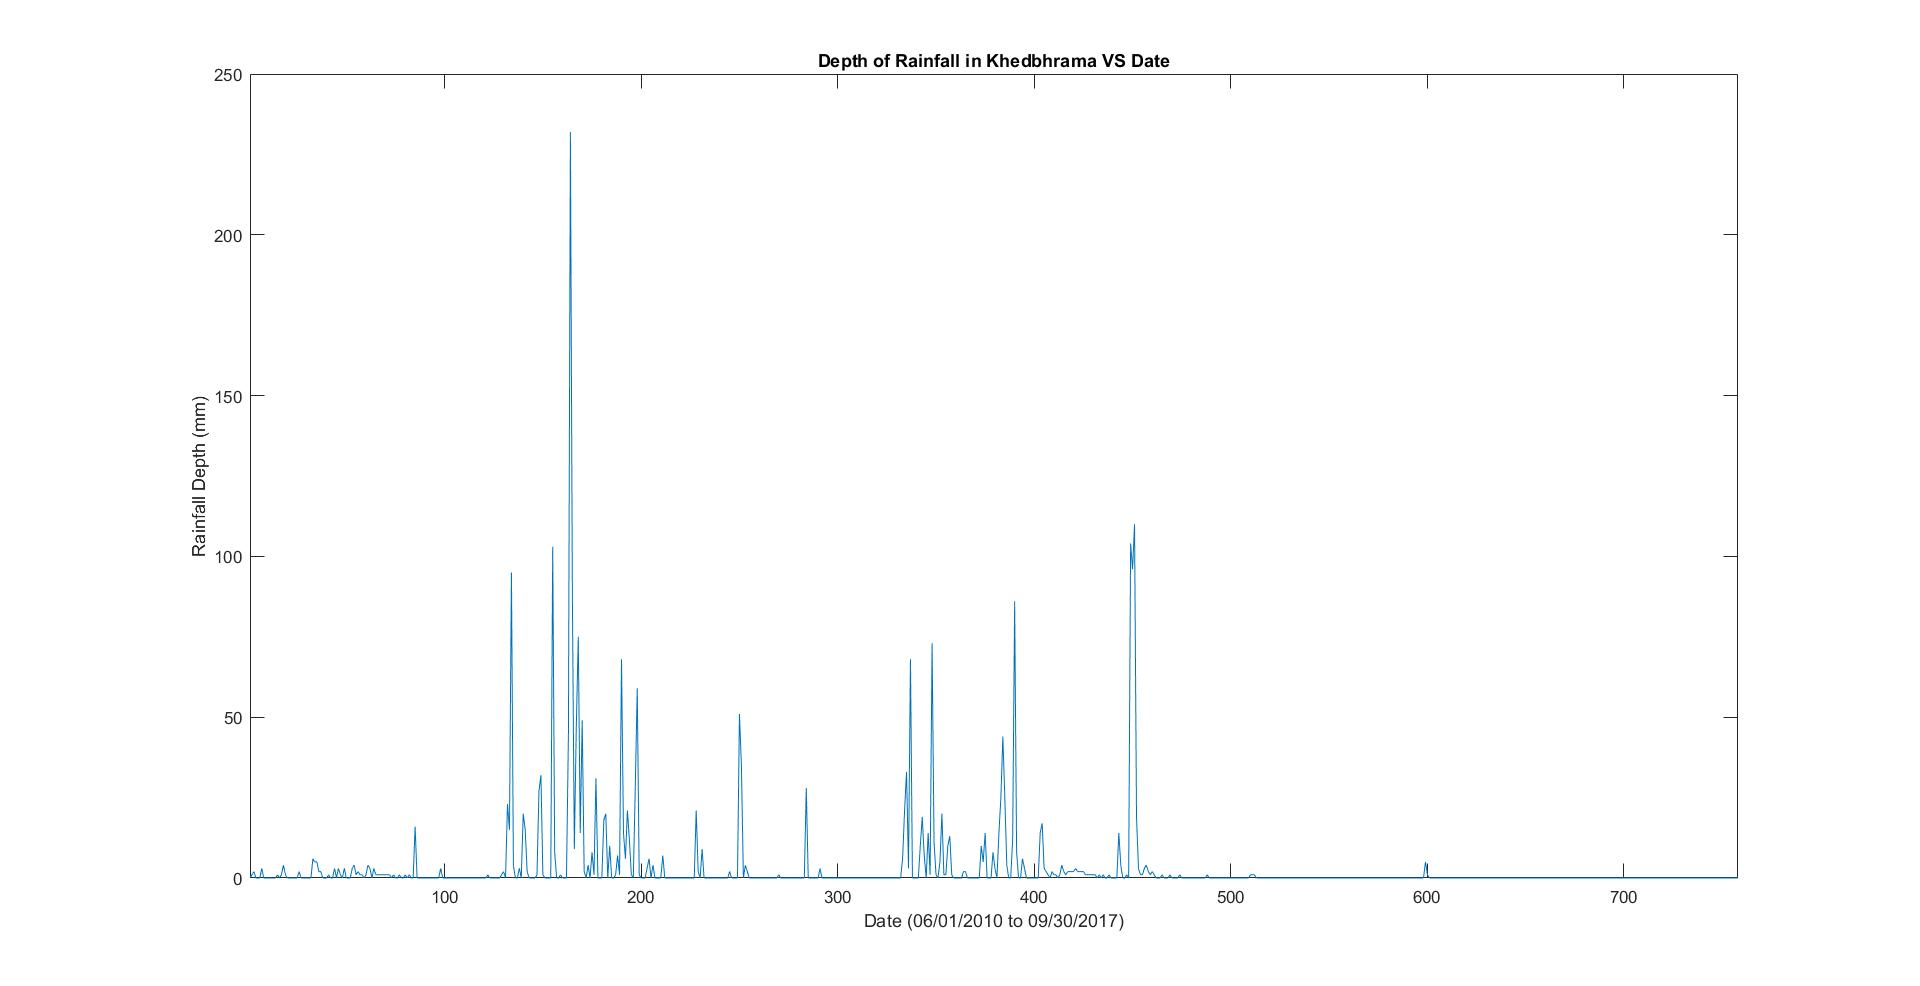 Depth of Rainfall in Khedbhrama VS Date
250
200
150
100
50
0
Rainfall Depth (mm)
100 200 300 400 500 600 700
Date (06/01/2010 to 09/30/2017)